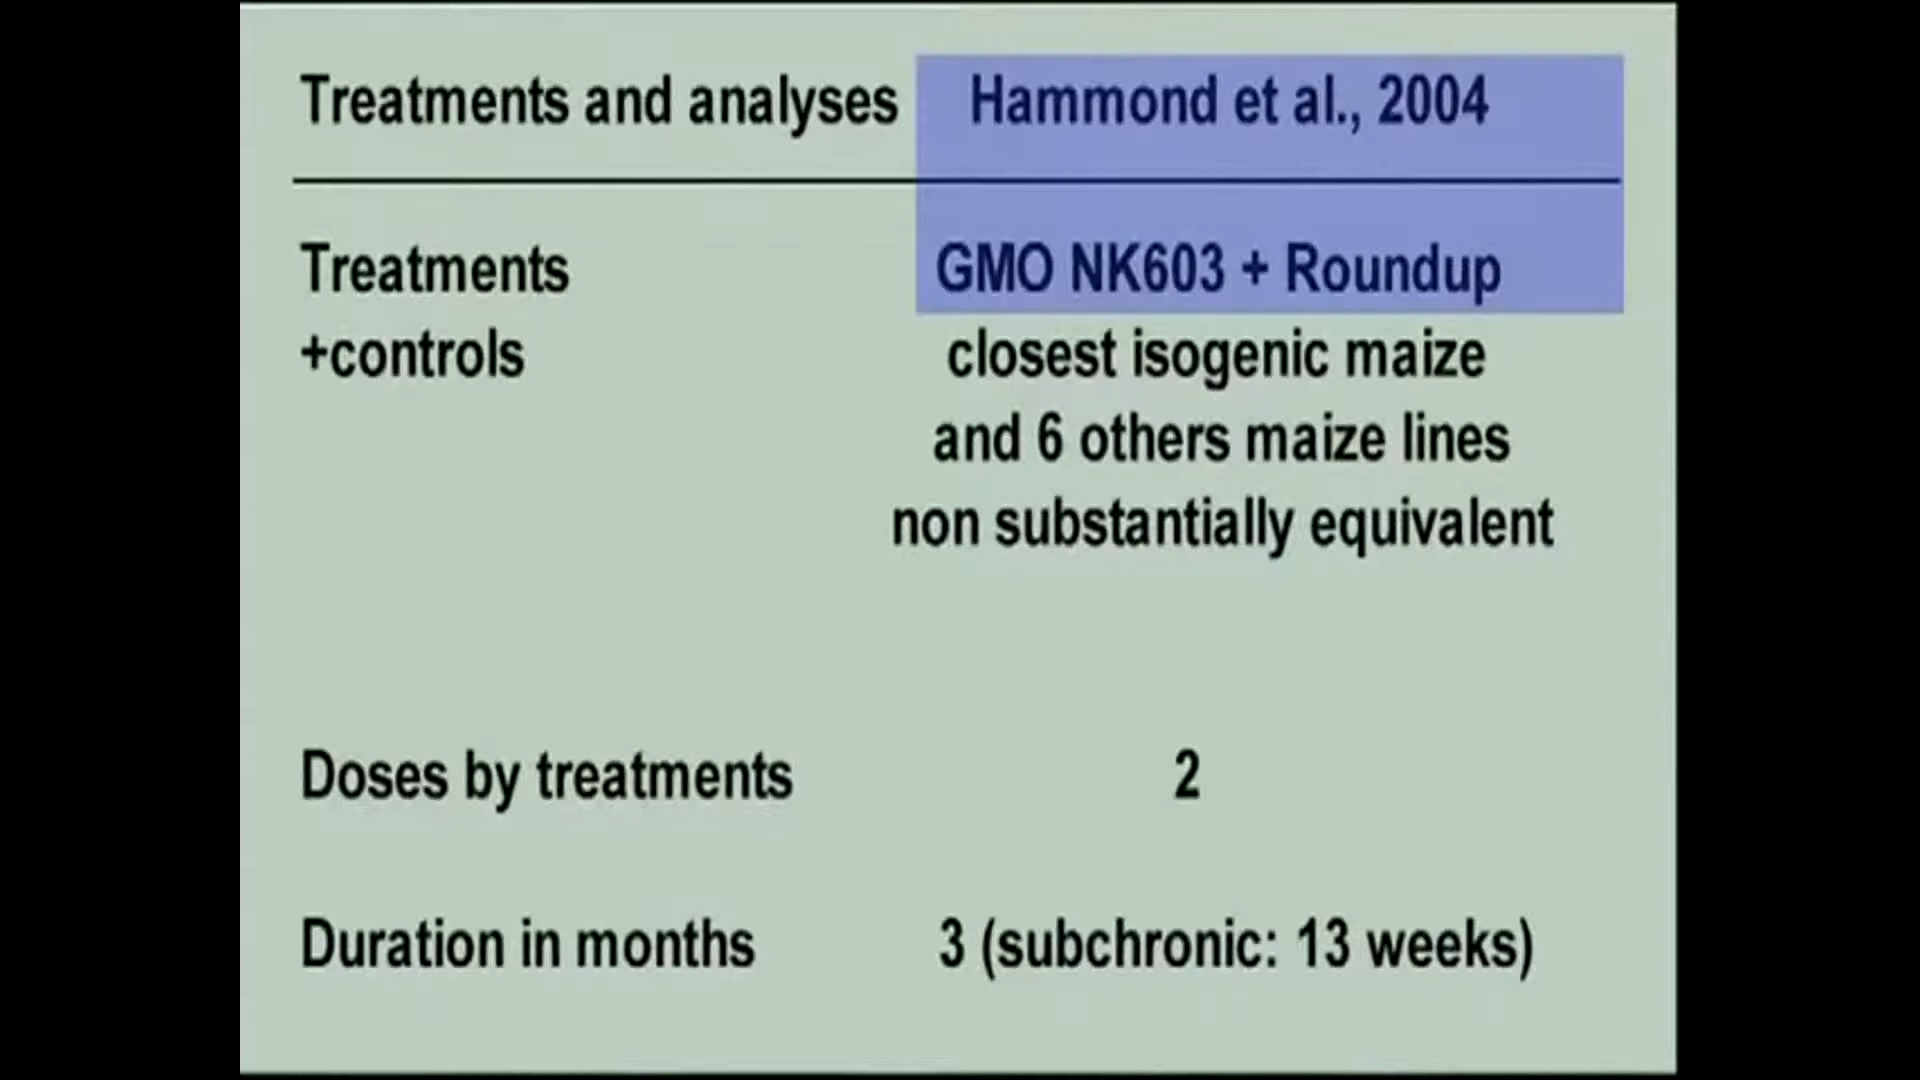 Treatments and analyses Hammond et al., 2004
Treatments GMO NK603 + Roundup
+controls closest isogenic maize
and 6 others maize lines
non substantially equivalent
Doses by treatments 2
Duration in months 3 (subchronic: 13 weeks)